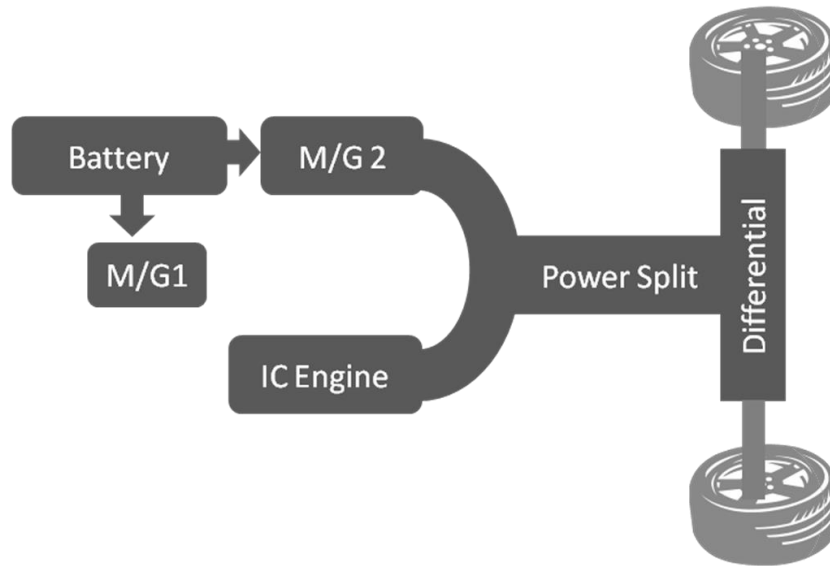 Battery
M/G 2
M/G1
IC Engine
Power Split
Differential